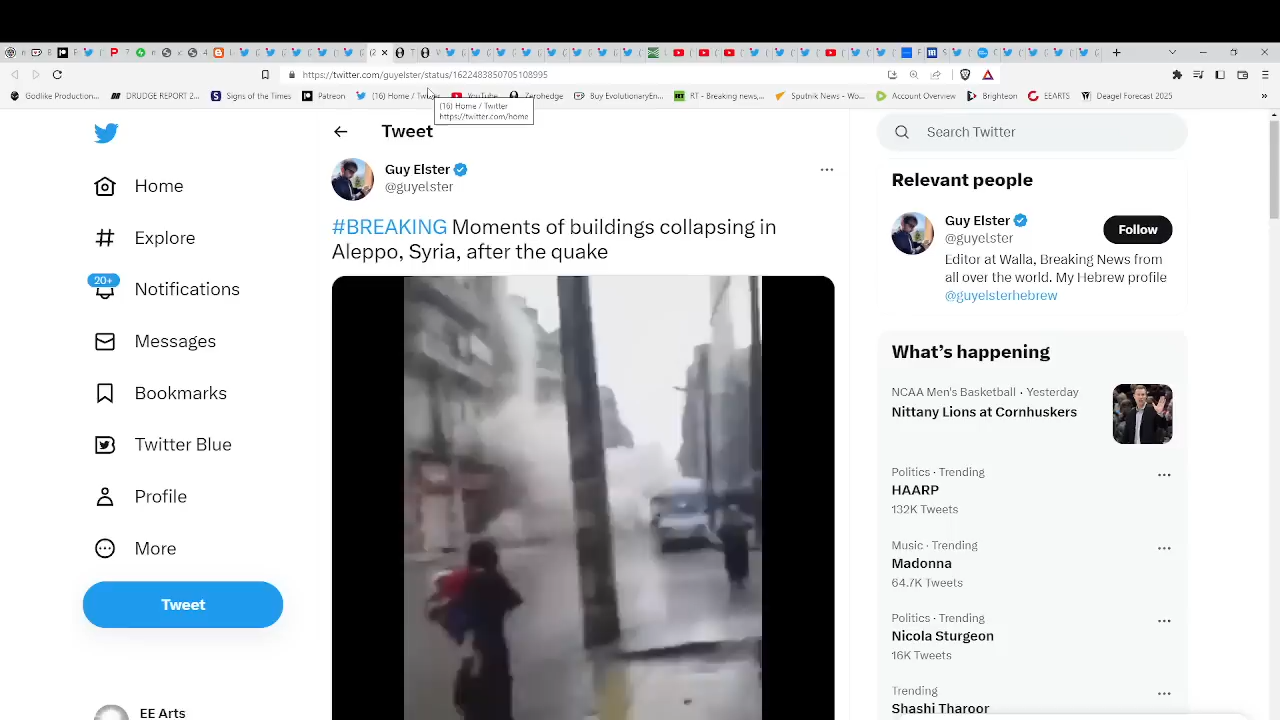 https://twitter.com/guyelster/status/1622483850705108995
Godlike Production...
DRUDGE REPORT 2...
Signs of the Times
Patreon
(16) Home / Twi
YouTube
Zerohedge
Buy EvolutionaryEn...
RT - Breaking news,...
Sputnik News - Wo...
Account Overview
Brighteon
EEARTS
Deagel Forecast 2025
(16) Home / Twitter
https://twitter.com/home
Home
Explore
20+
Notifications
Messages
Bookmarks
Twitter Blue
Profile
More
Tweet
EE Arts
Tweet
Guy Elster
@guyelster
#BREAKING Moments of buildings collapsing in
Aleppo, Syria, after the quake
Search Twitter
Relevant people
Guy Elster
@guyelster
Follow
Editor at Walla, Breaking News from
all over the world. My Hebrew profile
@guyelsterhebrew
What's happening
NCAA Men's Basketball · Yesterday
Nittany Lions at Cornhuskers
Politics · Trending
HAARP
132K Tweets
Music · Trending
Madonna
64.7K Tweets
Politics · Trending
Nicola Sturgeon
16K Tweets
Trending
Shashi Tharoor